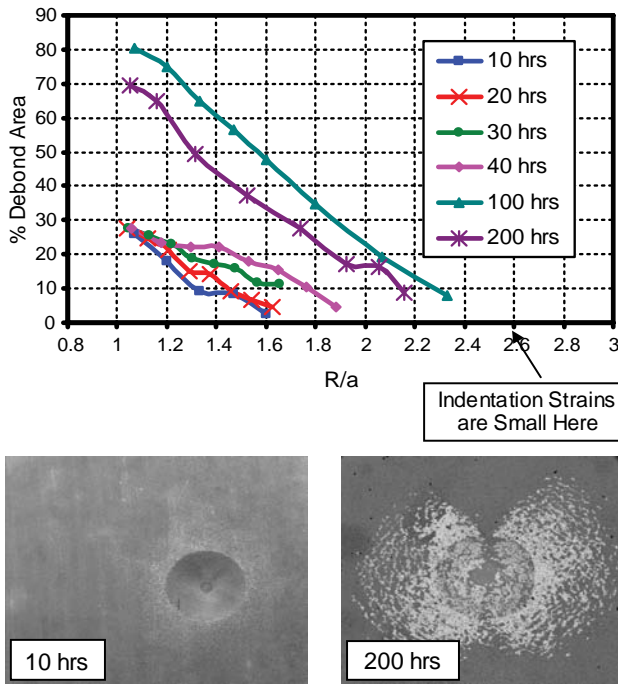 90
80
70
60
50
40
30
20
10
0
% Debond Area
10 hrs
20 hrs
30 hrs
40 hrs
100 hrs
200 hrs
0.8 1 1.2 1.4 1.6 1.8 2 2.2 2.4 2.6 2.8 3
R/a
Indentation Strains
are Small Here
10 hrs
200 hrs